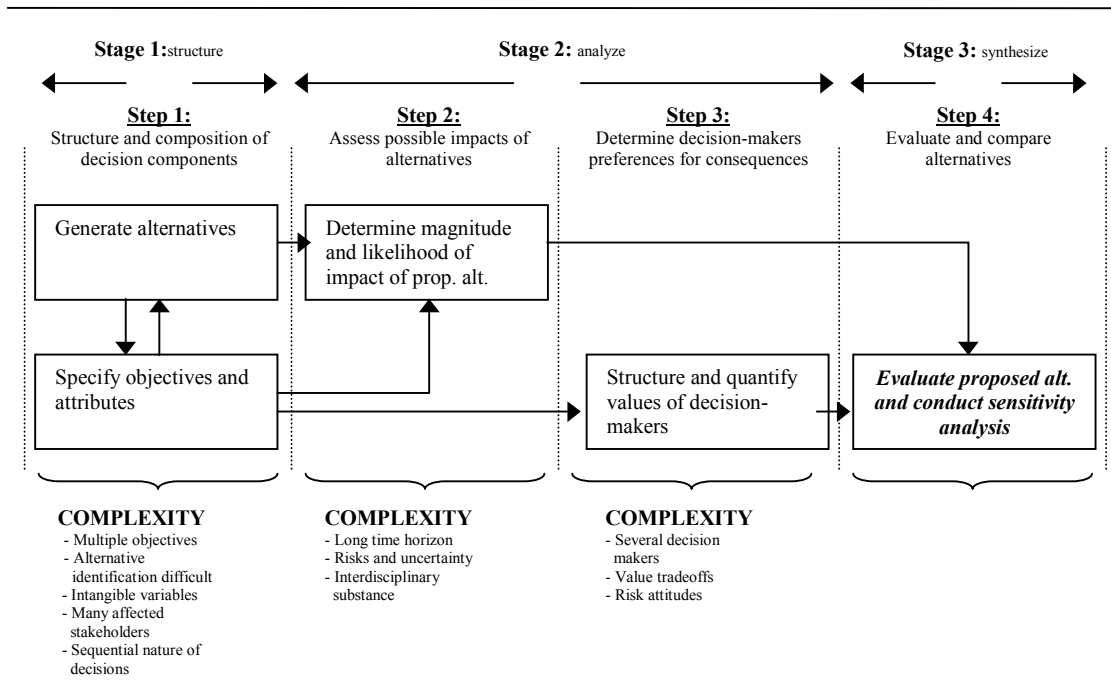 Stage 1:structure
Stage 2: analyze
Stage 3: synthesize
Step 1:
Structure and composition of
decision components
Step 2:
Assess possible impacts of
alternatives
Step 3:
Determine decision-makers
preferences for consequences
Step 4:
Evaluate and compare
alternatives
Generate alternatives
Determine magnitude
and likelihood of
impact of prop. alt.
Specify objectives and
attributes
Structure and quantify
values of decision-
makers
Evaluate proposed alt.
and conduct sensitivity
analysis
COMPLEXITY
- Multiple objectives
- Alternative
identification difficult
- Intangible variables
- Many affected
stakeholders
- Sequential nature of
decisions
COMPLEXITY
- Long time horizon
- Risks and uncertainty
- Interdisciplinary
substance
COMPLEXITY
- Several decision
makers
- Value tradeoffs
- Risk attitudes